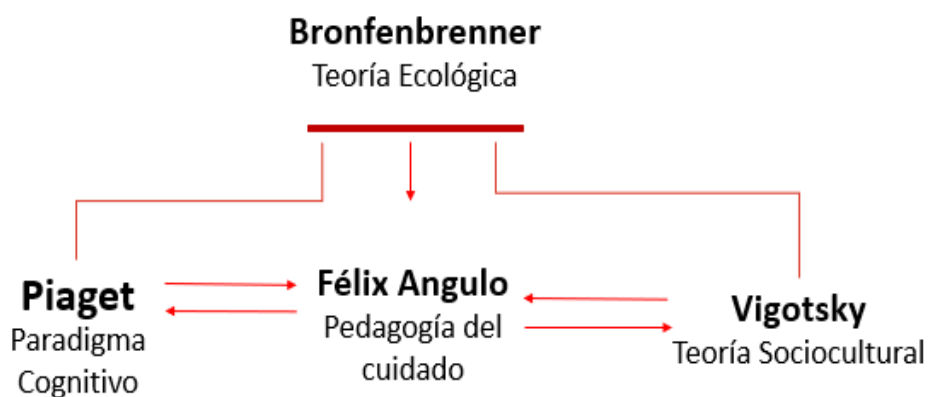 Bronfenbrenner
Teoría Ecológica
Piaget
Paradigma
Cognitivo
Félix Angulo
Pedagogía del
cuidado
Vigotsky
Teoría Sociocultural